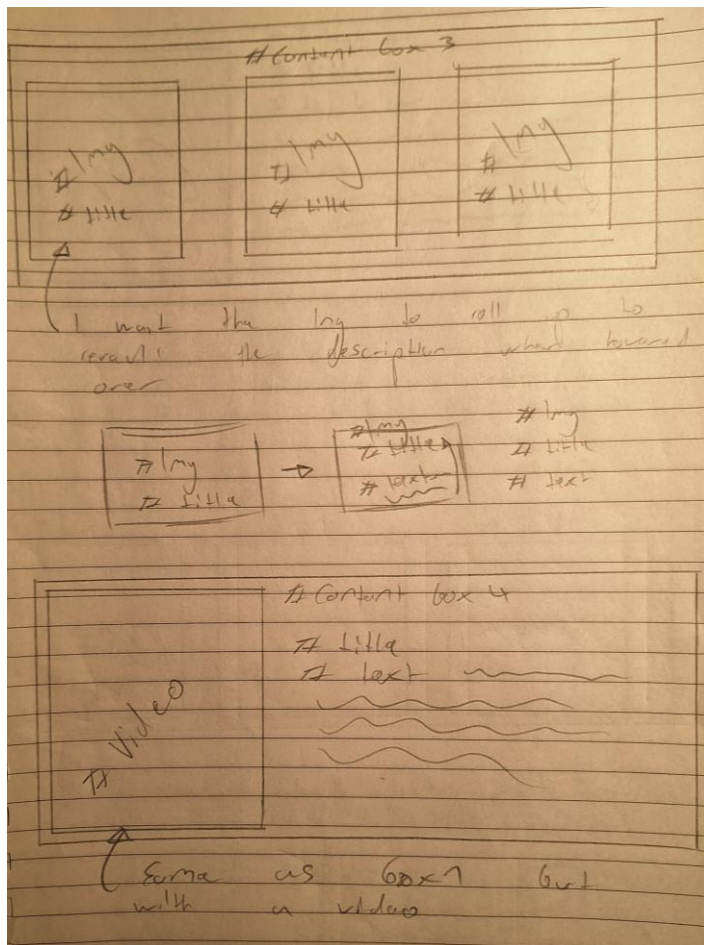 # Content box 3
# Img # Img # Img
# title # title # title
I want the Img to roll up to
reveal the description when hovered
over
# Img
# title
# Img
# title
# text
# Img
# title
# text
# Content box 4
# title
# text
# Video
Same as box 1 but
with a video